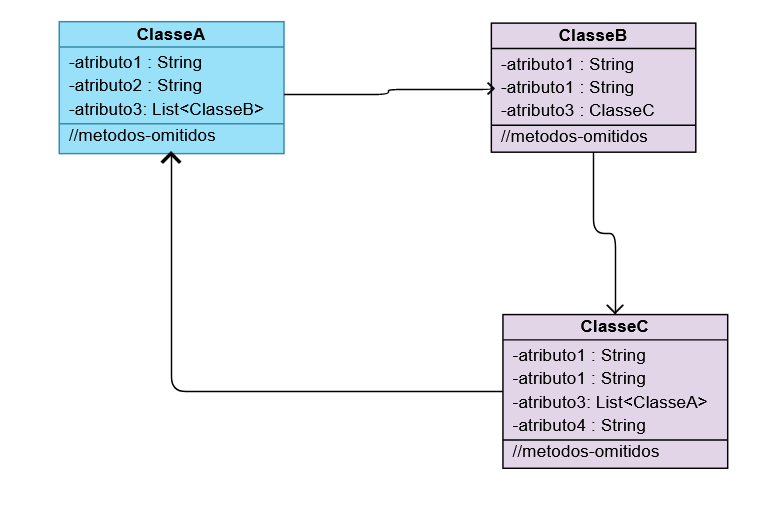 ClasseA
-atributo1 : String
-atributo2 : String
-atributo3: List<ClasseB>
//metodos-omitidos
ClasseB
-atributo1 : String
-atributo1 : String
-atributo3 : ClasseC
//metodos-omitidos
ClasseC
-atributo1 : String
-atributo1 : String
-atributo3: List<ClasseA>
-atributo4 : String
//metodos-omitidos